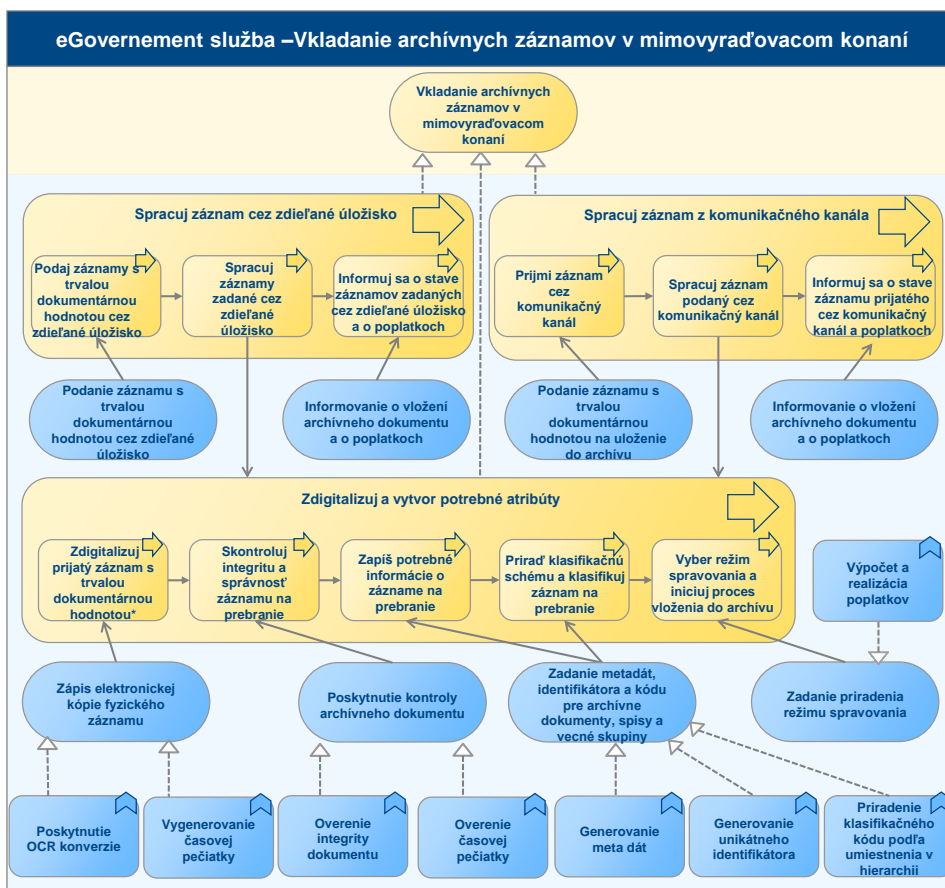 eGovernement služba –Vkladanie archívnych záznamov v mimovyraďovacom konaní
Vkladanie archívnych
záznamov v
mimovyraďovacom
konaní
Spracuj záznam cez zdieľané úložisko
Podaj záznamy s
trvalou
dokumentárnou
hodnotou cez
zdieľané úložisko
Spracuj
záznamy
zadané cez
zdieľané
úložisko
Informuj sa o stave
záznamov zadaných
cez zdieľané úložisko
a o poplatkoch
Spracuj záznam z komunikačného kanála
Prijmi záznam
cez
komunikačný
kanál
Spracuj záznam
podaný cez
komunikačný kanál
Informuj sa o stave
záznamu prijatého
cez komunikačný
kanál a poplatkoch
Podanie záznamu s
trvalou
dokumentárnou
hodnotou cez zdieľané
úložisko
Informovanie o vložení
archívneho dokumentu
a o poplatkoch
Podanie záznamu s
trvalou
dokumentárnou
hodnotou na uloženie
do archívu
Informovanie o vložení
archívneho dokumentu
a o poplatkoch
Zdigitalizuj a vytvor potrebné atribúty
Zdigitalizuj
prijatý záznam s
trvalou
dokumentárnou
hodnotou*
Skontroluj
integritu a
správnosť
záznamu na
prebranie
Zapíš potrebné
informácie o
zázname na
prebranie
Priraď klasifikačnú
schému a klasifikuj
záznam na
prebranie
Vyber režim
spravovania a
iniciuj proces
vloženia do archívu
Výpočet a
realizácia
poplatkov
Zápis elektronickej
kópie fyzického
záznamu
Poskytnutie kontroly
archívneho dokumentu
Zadanie metadát,
identifikátora a kódu
pre archívne
dokumenty, spisy a
vecné skupiny
Zadanie priradenia
režimu spravovania
Poskytnutie
OCR konverzie
Vygenerovanie
časovej
pečiatky
Overenie
integrity
dokumentu
Overenie
časovej
pečiatky
Generovanie
meta dát
Generovanie
unikátneho
identifikátora
Priradenie
klasifikačného
kódu podľa
umiestnenia v
hierarchii